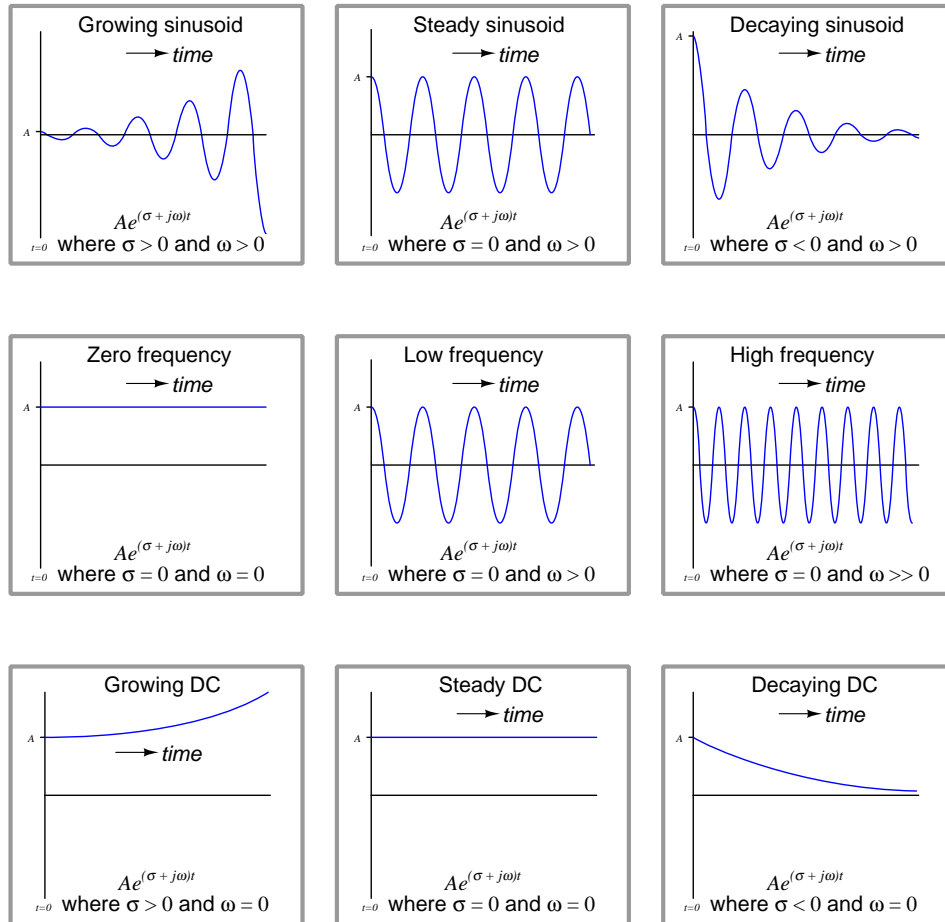 Growing sinusoid
time
A
t=0
Ae^(σ + jω)t
where σ > 0 and ω > 0
Steady sinusoid
time
A
t=0
Ae^(σ + jω)t
where σ = 0 and ω > 0
Decaying sinusoid
time
A
t=0
Ae^(σ + jω)t
where σ < 0 and ω > 0
Zero frequency
time
A
t=0
Ae^(σ + jω)t
where σ = 0 and ω = 0
Low frequency
time
A
t=0
Ae^(σ + jω)t
where σ = 0 and ω > 0
High frequency
time
A
t=0
Ae^(σ + jω)t
where σ = 0 and ω >> 0
Growing DC
A
time
t=0
Ae^(σ + jω)t
where σ > 0 and ω = 0
Steady DC
time
A
t=0
Ae^(σ + jω)t
where σ = 0 and ω = 0
Decaying DC
time
A
t=0
Ae^(σ + jω)t
where σ < 0 and ω = 0